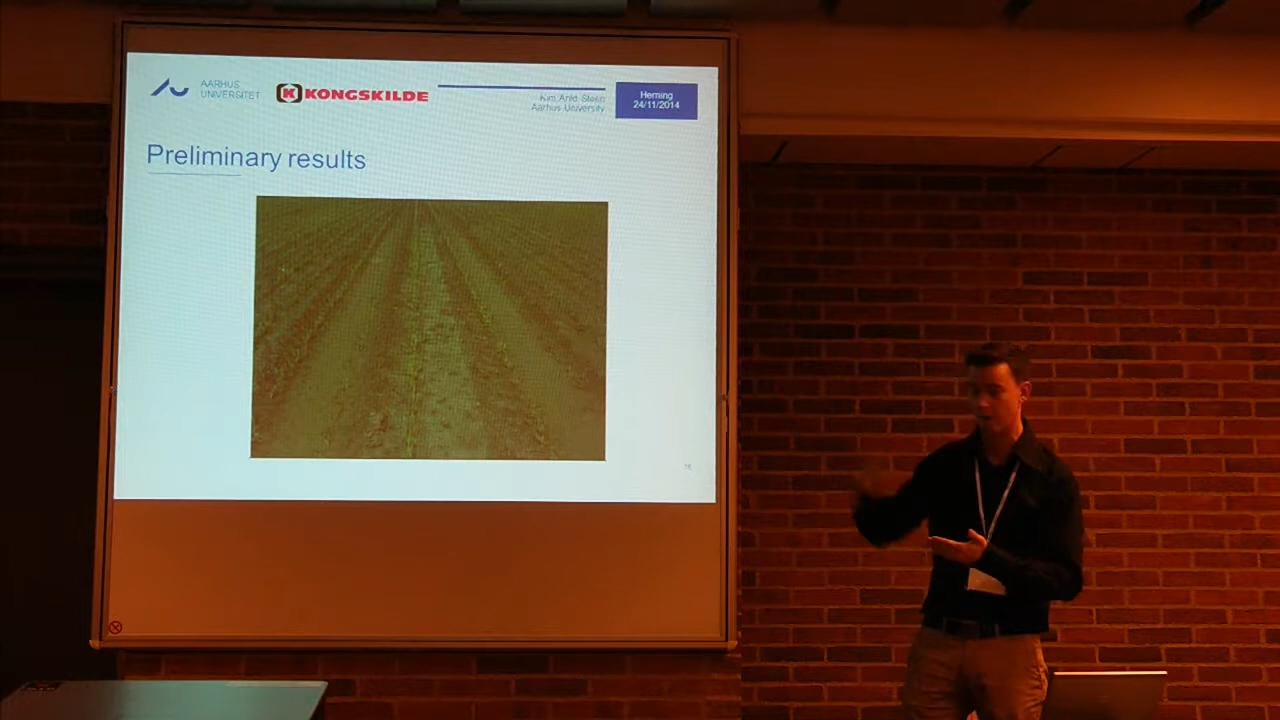 AARHUS
UNIVERSITET
KONGSKILDE
Kim Arild Steen
Aarhus University
Herning
24/11/2014
Preliminary results